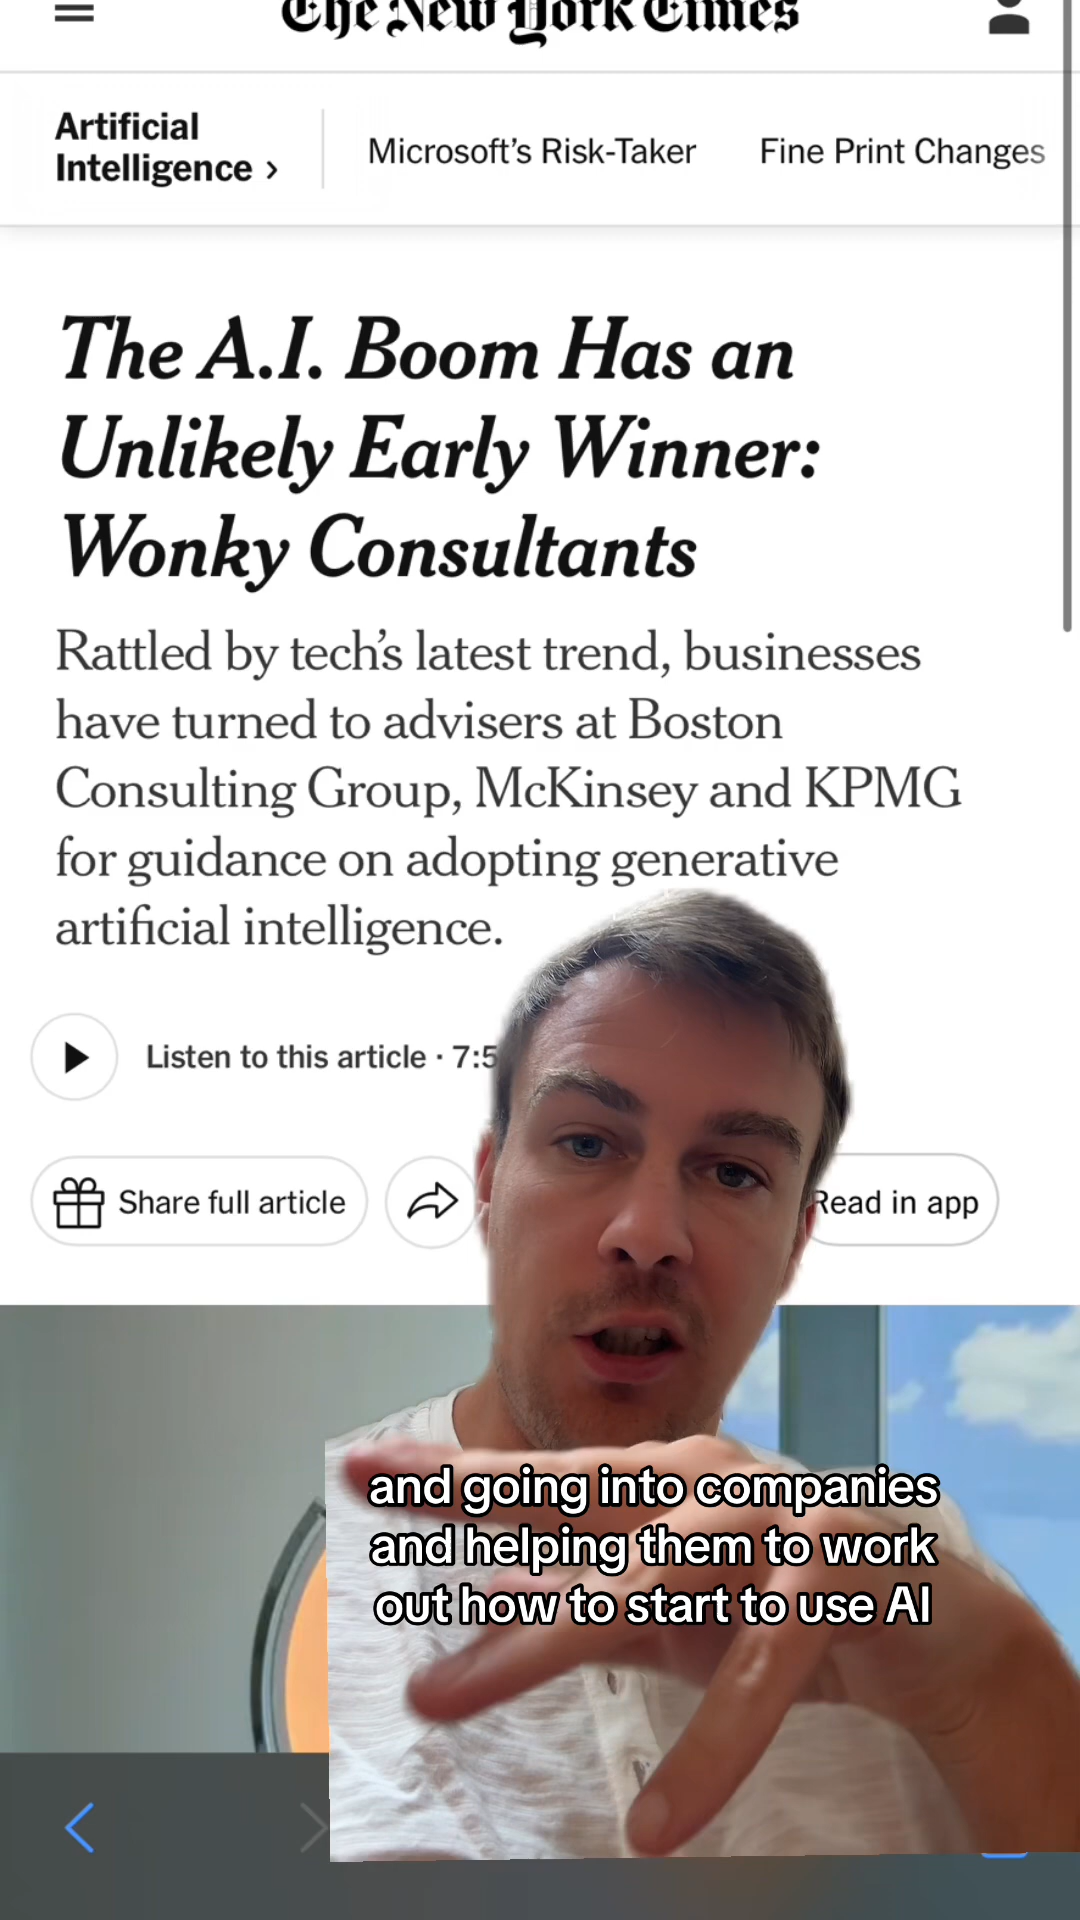 The New York Times
Artificial
Intelligence ›
Microsoft's Risk-Taker
Fine Print Changes
The A.I. Boom Has an
Unlikely Early Winner:
Wonky Consultants
Rattled by tech's latest trend, businesses
have turned to advisers at Boston
Consulting Group, McKinsey and KPMG
for guidance on adopting generative
artificial intelligence.
Listen to this article · 7:5
Share full article
Read in app
and going into companies
and helping them to work
out how to start to use AI